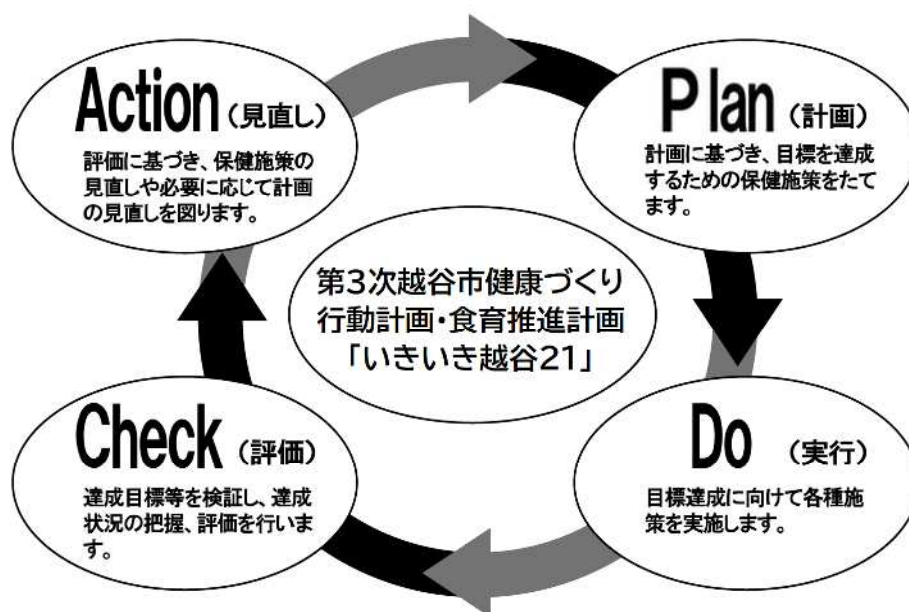 Action(見直し)
評価に基づき、保健施策の
見直しや必要に応じて計画
の見直しを図ります。
Plan(計画)
計画に基づき、目標を達成
するための保健施策をたて
ます。
第3次越谷市健康づくり
行動計画・食育推進計画
「いきいき越谷21」
Check(評価)
達成目標等を検証し、達成
状況の把握、評価を行いま
す。
Do(実行)
目標達成に向けて各種施
策を実施します。